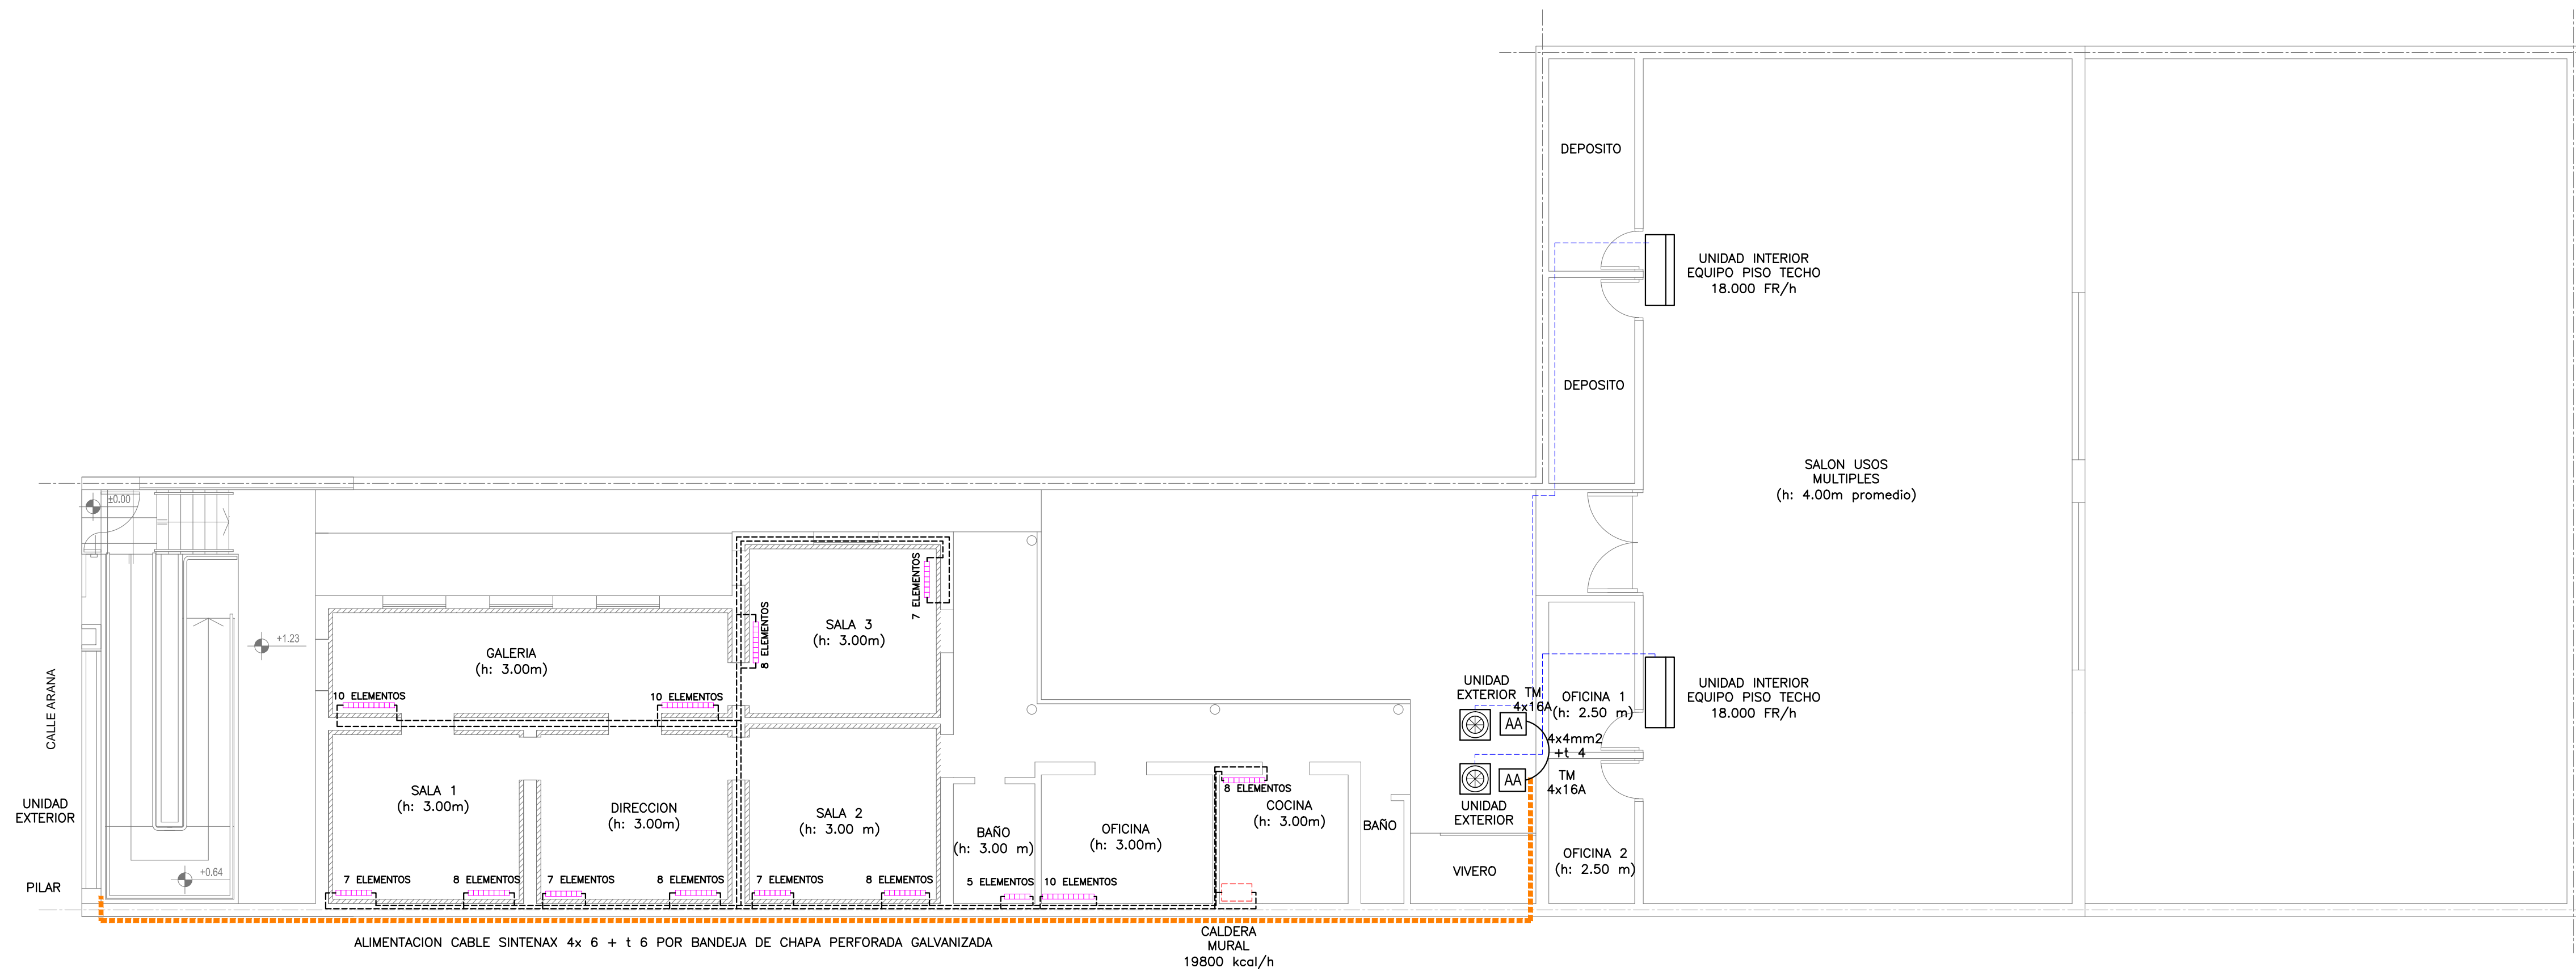 DEPOSITO
UNIDAD INTERIOR
EQUIPO PISO TECHO
18.000 FR/h
DEPOSITO
SALON USOS
MULTIPLES
(h: 4.00m promedio)
±0.00
+1.23
+0.64
CALLE ARANA
UNIDAD
EXTERIOR
PILAR
GALERIA
(h: 3.00m)
10 ELEMENTOS
10 ELEMENTOS
8 ELEMENTOS
7 ELEMENTOS
SALA 3
(h: 3.00m)
SALA 1
(h: 3.00m)
DIRECCION
(h: 3.00m)
SALA 2
(h: 3.00 m)
BAÑO
(h: 3.00 m)
OFICINA
(h: 3.00m)
8 ELEMENTOS
COCINA
(h: 3.00m)
BAÑO
7 ELEMENTOS
8 ELEMENTOS
7 ELEMENTOS
8 ELEMENTOS
7 ELEMENTOS
8 ELEMENTOS
5 ELEMENTOS
10 ELEMENTOS
UNIDAD
EXTERIOR
TM
4x16A
AA
4x4mm2
+t 4
AA
TM
4x16A
UNIDAD
EXTERIOR
VIVERO
OFICINA 1
(h: 2.50 m)
OFICINA 2
(h: 2.50 m)
UNIDAD INTERIOR
EQUIPO PISO TECHO
18.000 FR/h
ALIMENTACION CABLE SINTENAX 4x 6 + t 6 POR BANDEJA DE CHAPA PERFORADA GALVANIZADA
CALDERA
MURAL
19800 kcal/h